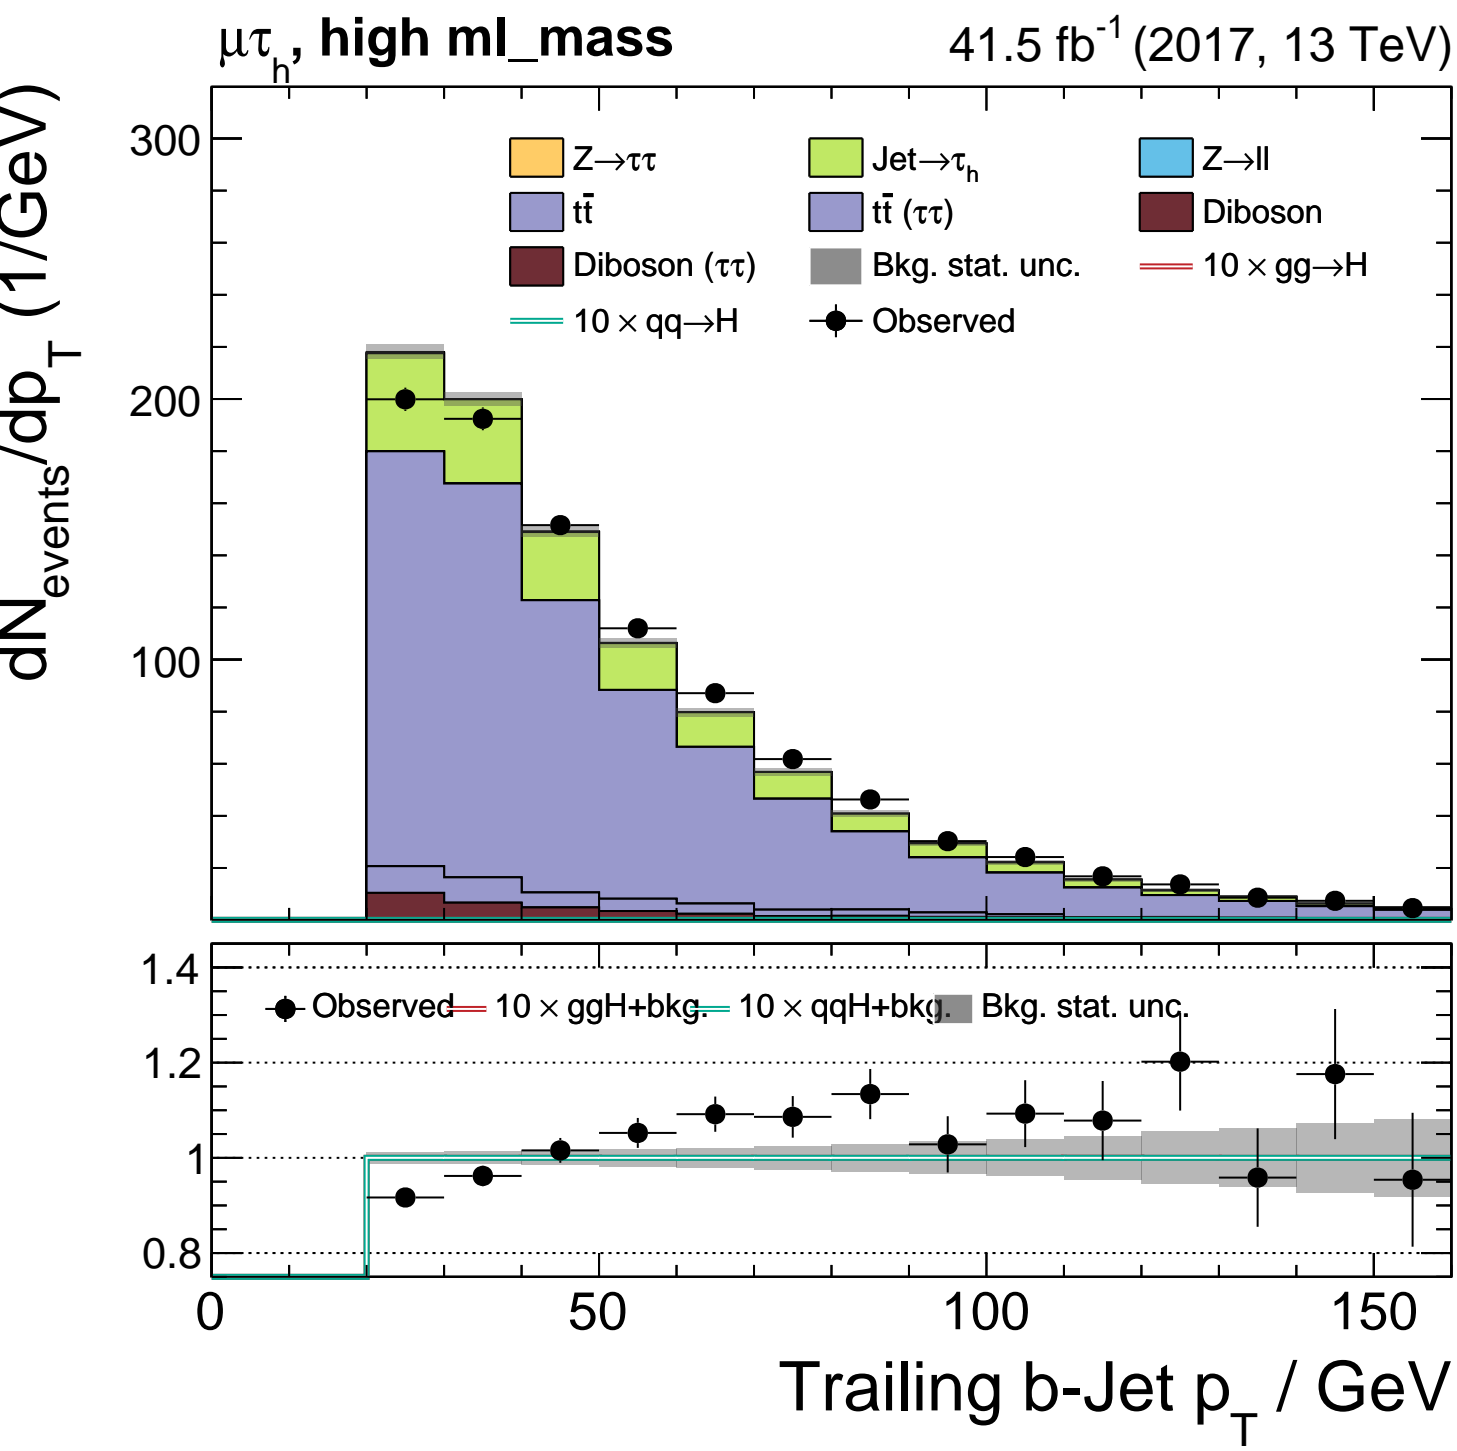 μτh, high ml_mass 41.5 fb-1 (2017, 13 TeV)
dNevents/dpT (1/GeV)
300
200
100
Z→ττ Jet→τh Z→ll
tt̄ tt̄ (ττ) Diboson
Diboson (ττ) Bkg. stat. unc. 10 × gg→H
10 × qq→H Observed
1.4
1.2
1
0.8
Observed 10 × ggH+bkg. 10 × qqH+bkg. Bkg. stat. unc.
0 50 100 150
Trailing b-Jet pT / GeV